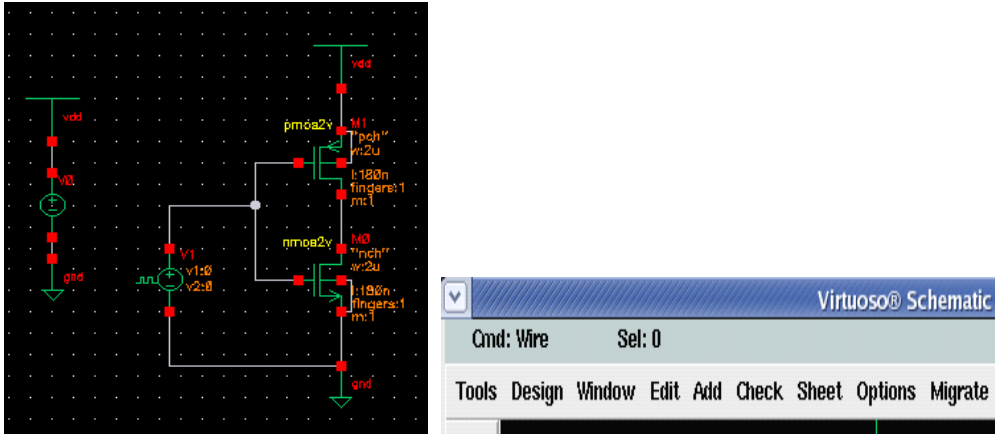 vdd
vdd
pmos2v
M1
"pch"
w:2u
V0
l:180n
fingers:1
m:1
nmos2v
M0
"nch"
w:2u
V1
v1:0
v2:0
gnd
l:180n
fingers:1
m:1
gnd
Virtuoso® Schematic
Cmd: Wire Sel: 0
Tools Design Window Edit Add Check Sheet Options Migrate